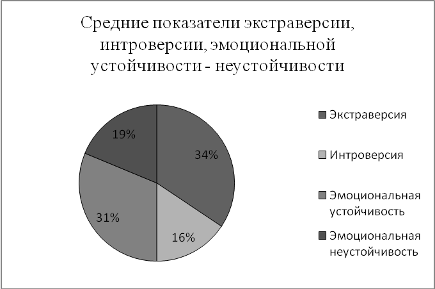 Средние показатели экстраверсии,
интроверсии, эмоциональной
устойчивости - неустойчивости
19%
34%
31%
16%
Экстраверсия
Интроверсия
Эмоциональная
устойчивость
Эмоциональная
неустойчивость